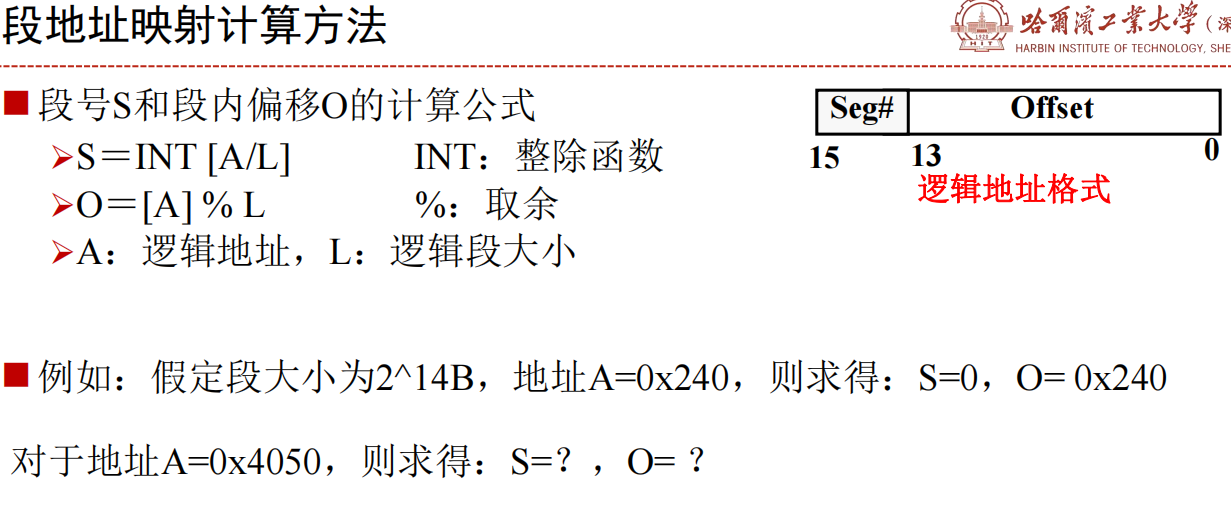 段地址映射计算方法
哈爾濱工業大學（深
HARBIN INSTITUTE OF TECHNOLOGY, SHE
段号S和段内偏移O的计算公式
S＝INT [A/L] INT：整除函数
O＝[A] % L %：取余
A：逻辑地址，L：逻辑段大小
Seg# Offset
15 13 0
逻辑地址格式
例如：假定段大小为2^14B，地址A=0x240，则求得：S=0，O= 0x240
对于地址A=0x4050，则求得：S=？，O= ？